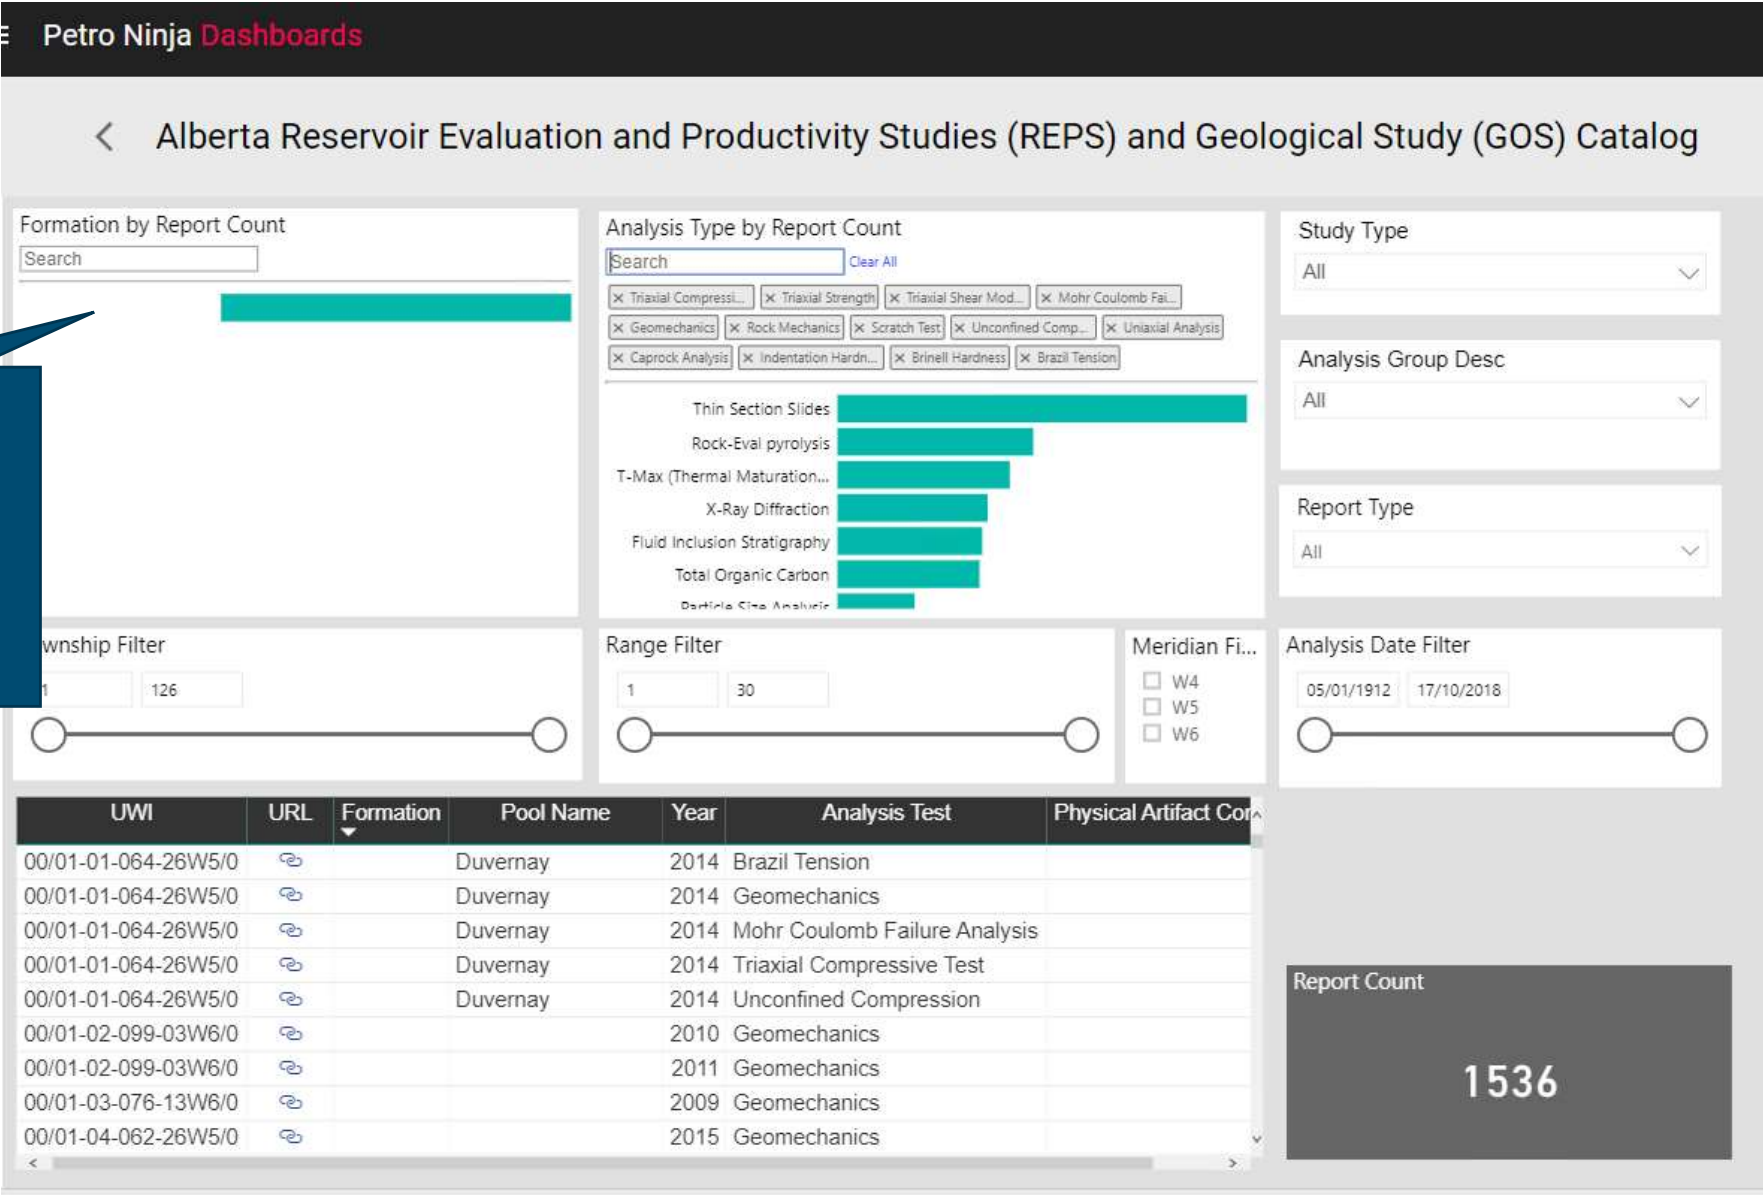 Petro Ninja Dashboards
Alberta Reservoir Evaluation and Productivity Studies (REPS) and Geological Study (GOS) Catalog
Formation by Report Count
Search
Analysis Type by Report Count
Search Clear All
× Triaxial Compressi... × Triaxial Strength × Triaxial Shear Mod... × Mohr Coulomb Fai...
× Geomechanics × Rock Mechanics × Scratch Test × Unconfined Comp... × Uniaxial Analysis
× Caprock Analysis × Indentation Hardn... × Brinell Hardness × Brazil Tension
Thin Section Slides
Rock-Eval pyrolysis
T-Max (Thermal Maturation...
X-Ray Diffraction
Fluid Inclusion Stratigraphy
Total Organic Carbon
Particle Size Analysis
Study Type
All
Analysis Group Desc
All
Report Type
All
wnship Filter
1 126
Range Filter
1 30
Meridian Fi...
W4
W5
W6
Analysis Date Filter
05/01/1912 17/10/2018
UWI URL Formation Pool Name Year Analysis Test Physical Artifact Cor
00/01-01-064-26W5/0 Duvernay 2014 Brazil Tension
00/01-01-064-26W5/0 Duvernay 2014 Geomechanics
00/01-01-064-26W5/0 Duvernay 2014 Mohr Coulomb Failure Analysis
00/01-01-064-26W5/0 Duvernay 2014 Triaxial Compressive Test
00/01-01-064-26W5/0 Duvernay 2014 Unconfined Compression
00/01-02-099-03W6/0 2010 Geomechanics
00/01-02-099-03W6/0 2011 Geomechanics
00/01-03-076-13W6/0 2009 Geomechanics
00/01-04-062-26W5/0 2015 Geomechanics
Report Count
1536